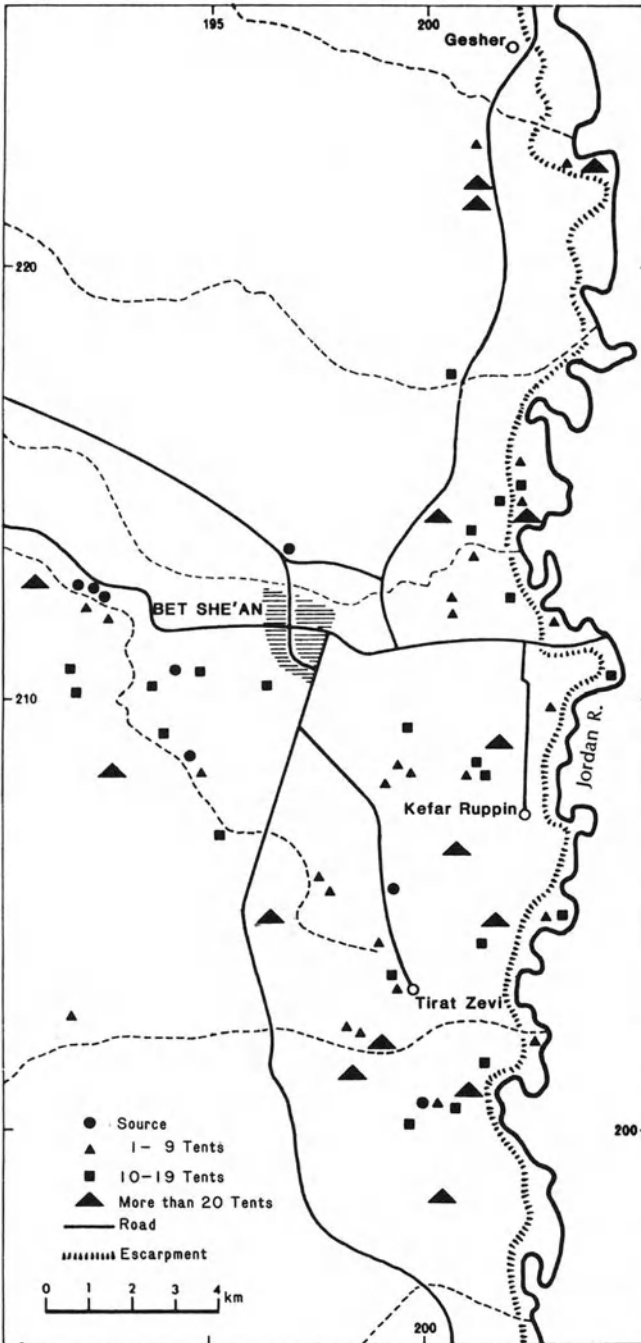 195
200
Gesher
220
BET SHE'AN
210
Jordan R.
Kefar Ruppin
Tirat Zevi
Source
1 - 9 Tents
200
10-19 Tents
More than 20 Tents
Road
Escarpment
0 1 2 3 4 km
200